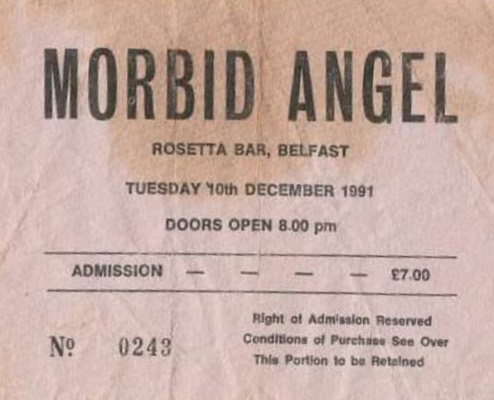 MORBID ANGEL
ROSETTA BAR, BELFAST
TUESDAY 10th DECEMBER 1991
DOORS OPEN 8.00 pm
ADMISSION — — — — £7.00
Right of Admission Reserved
Conditions of Purchase See Over
This Portion to be Retained
Nº 0243